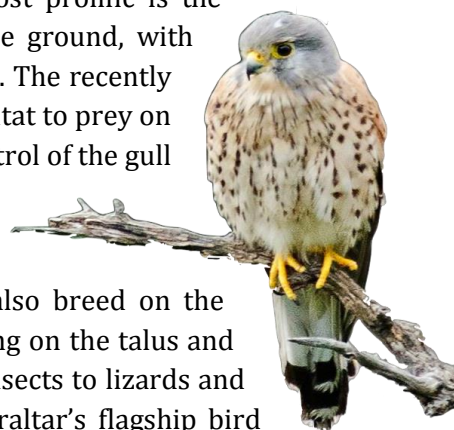 ost prolific is the
e ground, with
. The recently
tat to prey on
trol of the gull
also breed on the
ng on the talus and
sects to lizards and
raltar's flagship bird